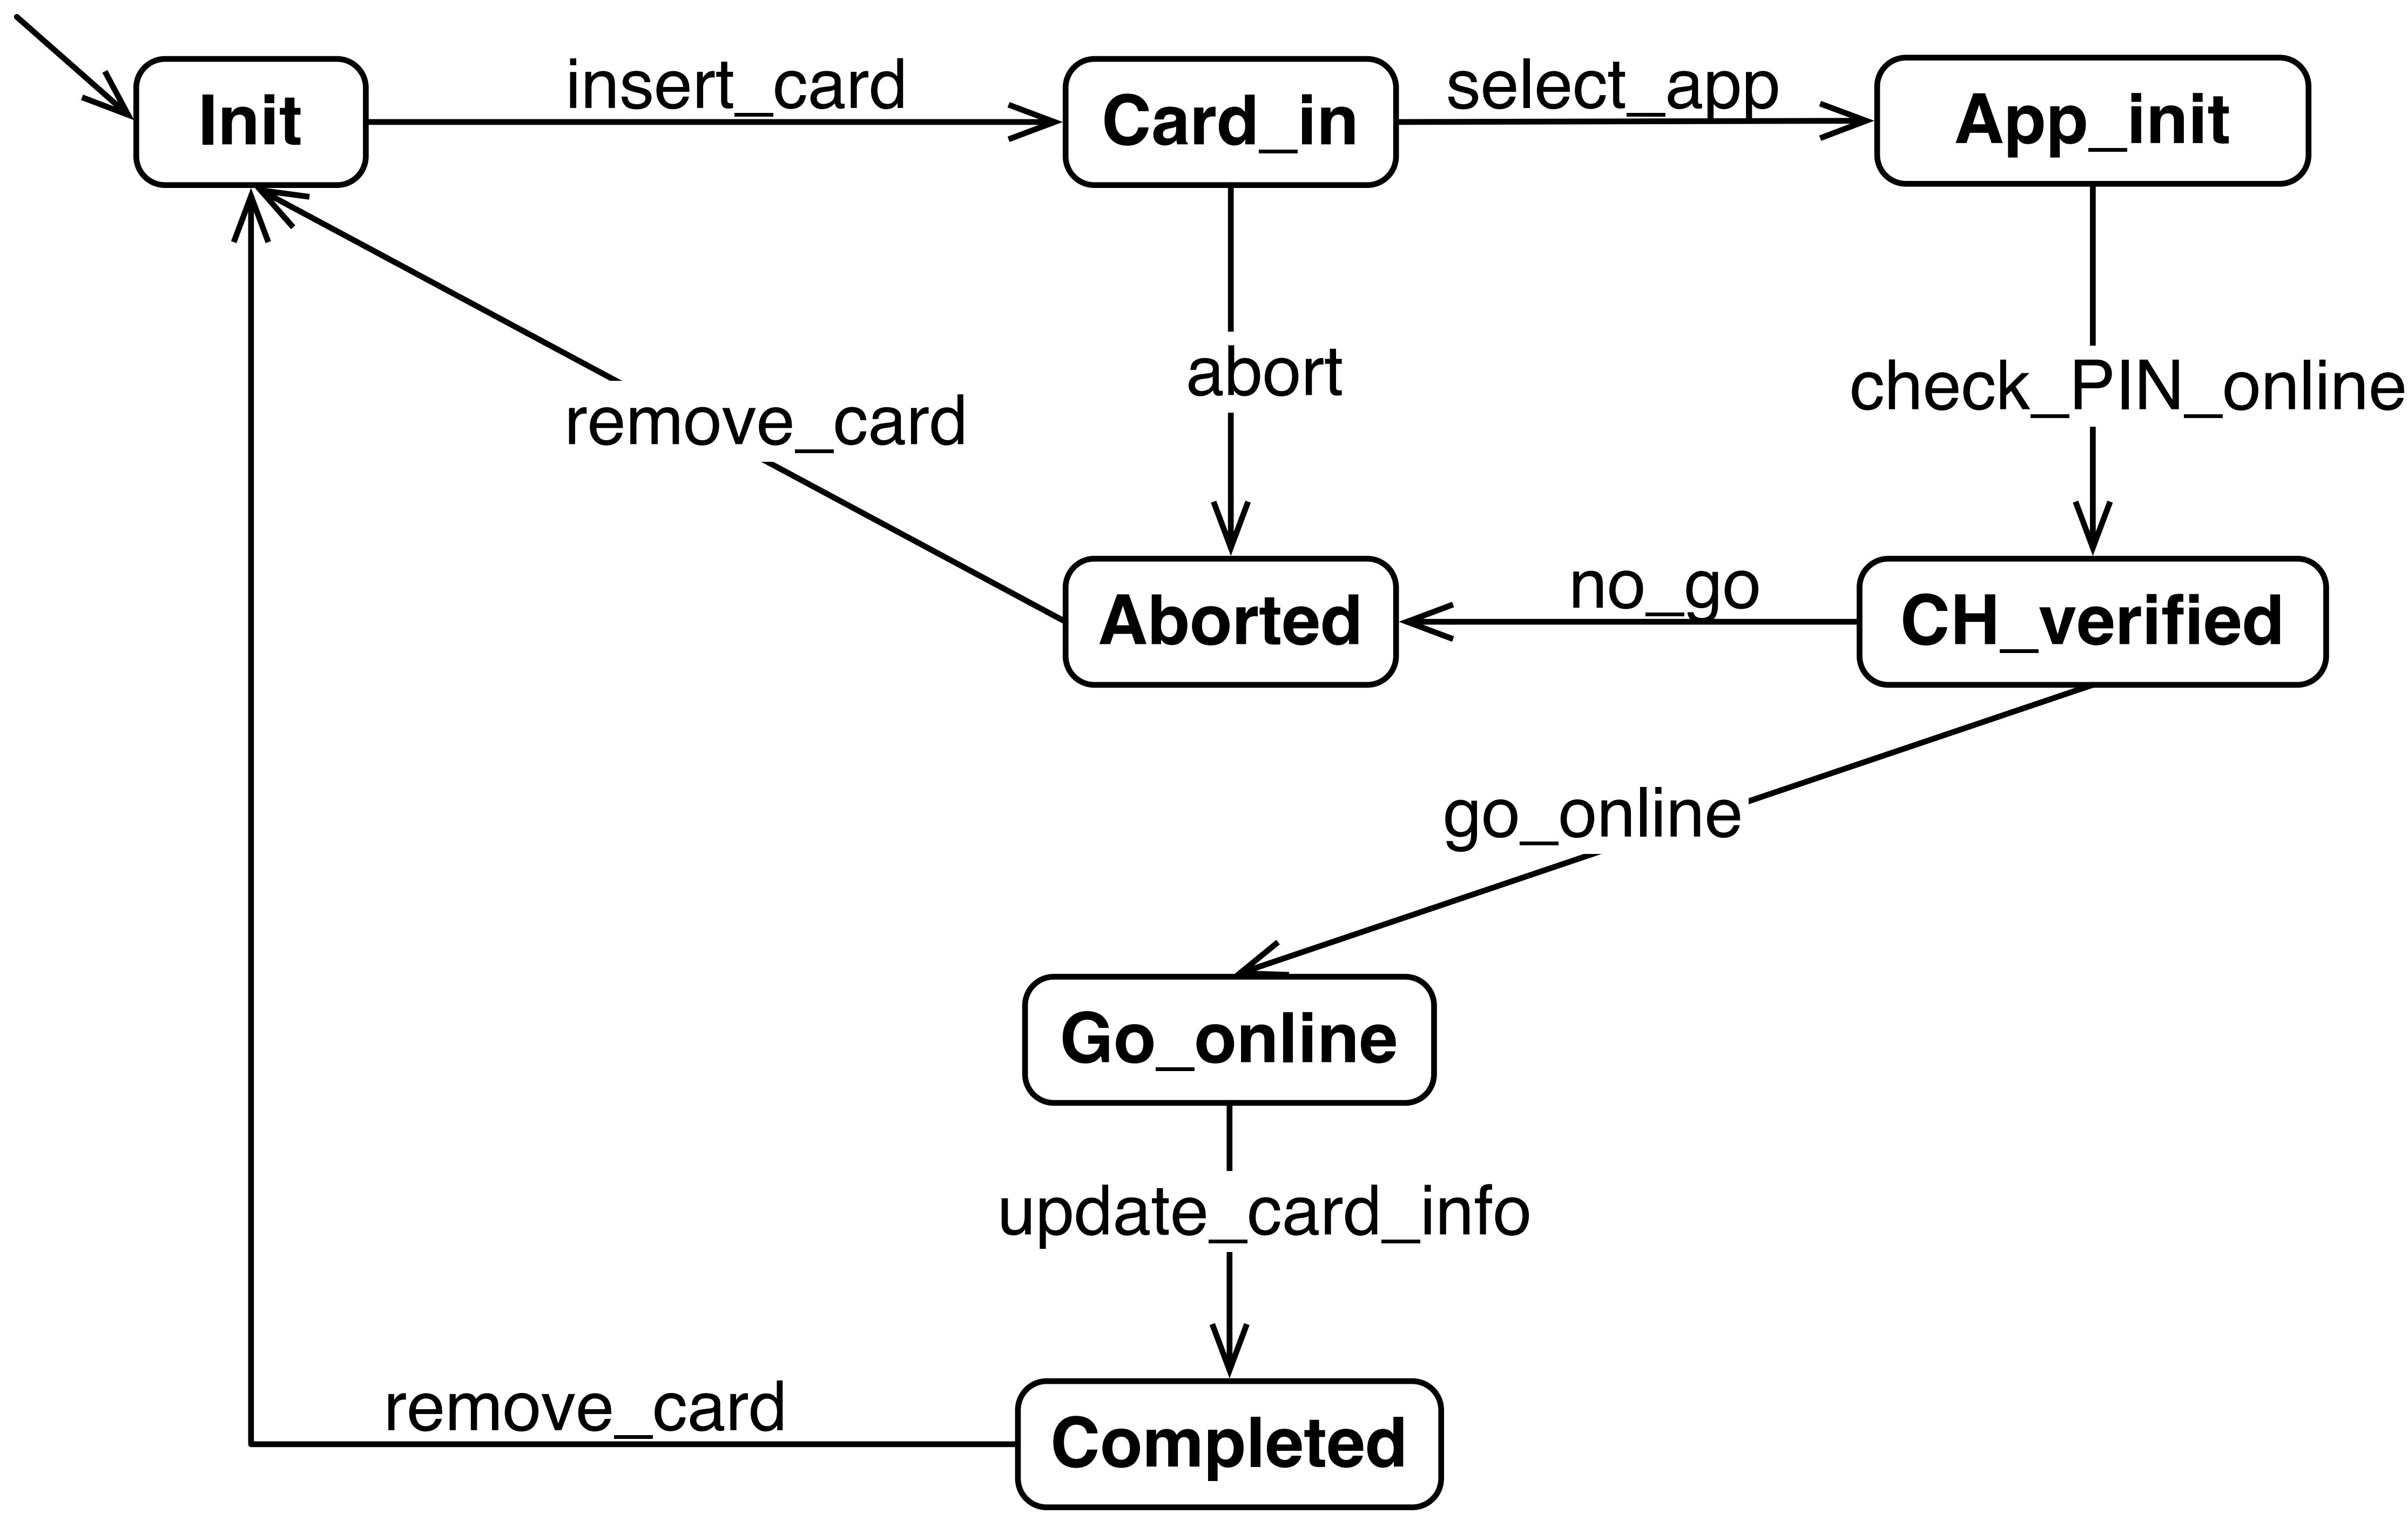 Init
insert_card
Card_in
select_app
App_init
remove_card
abort
check_PIN_online
Aborted
no_go
CH_verified
go_online
Go_online
update_card_info
remove_card
Completed